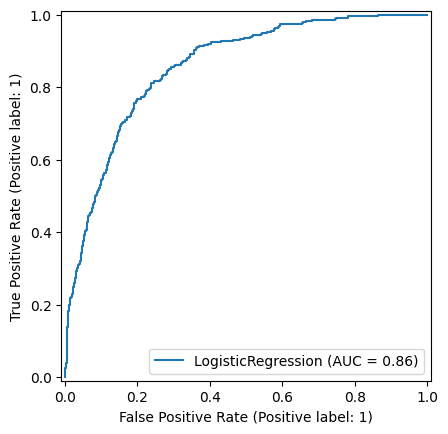 1.0
0.8
0.6
0.4
0.2
0.0
True Positive Rate (Positive label: 1)
LogisticRegression (AUC = 0.86)
0.0 0.2 0.4 0.6 0.8 1.0
False Positive Rate (Positive label: 1)